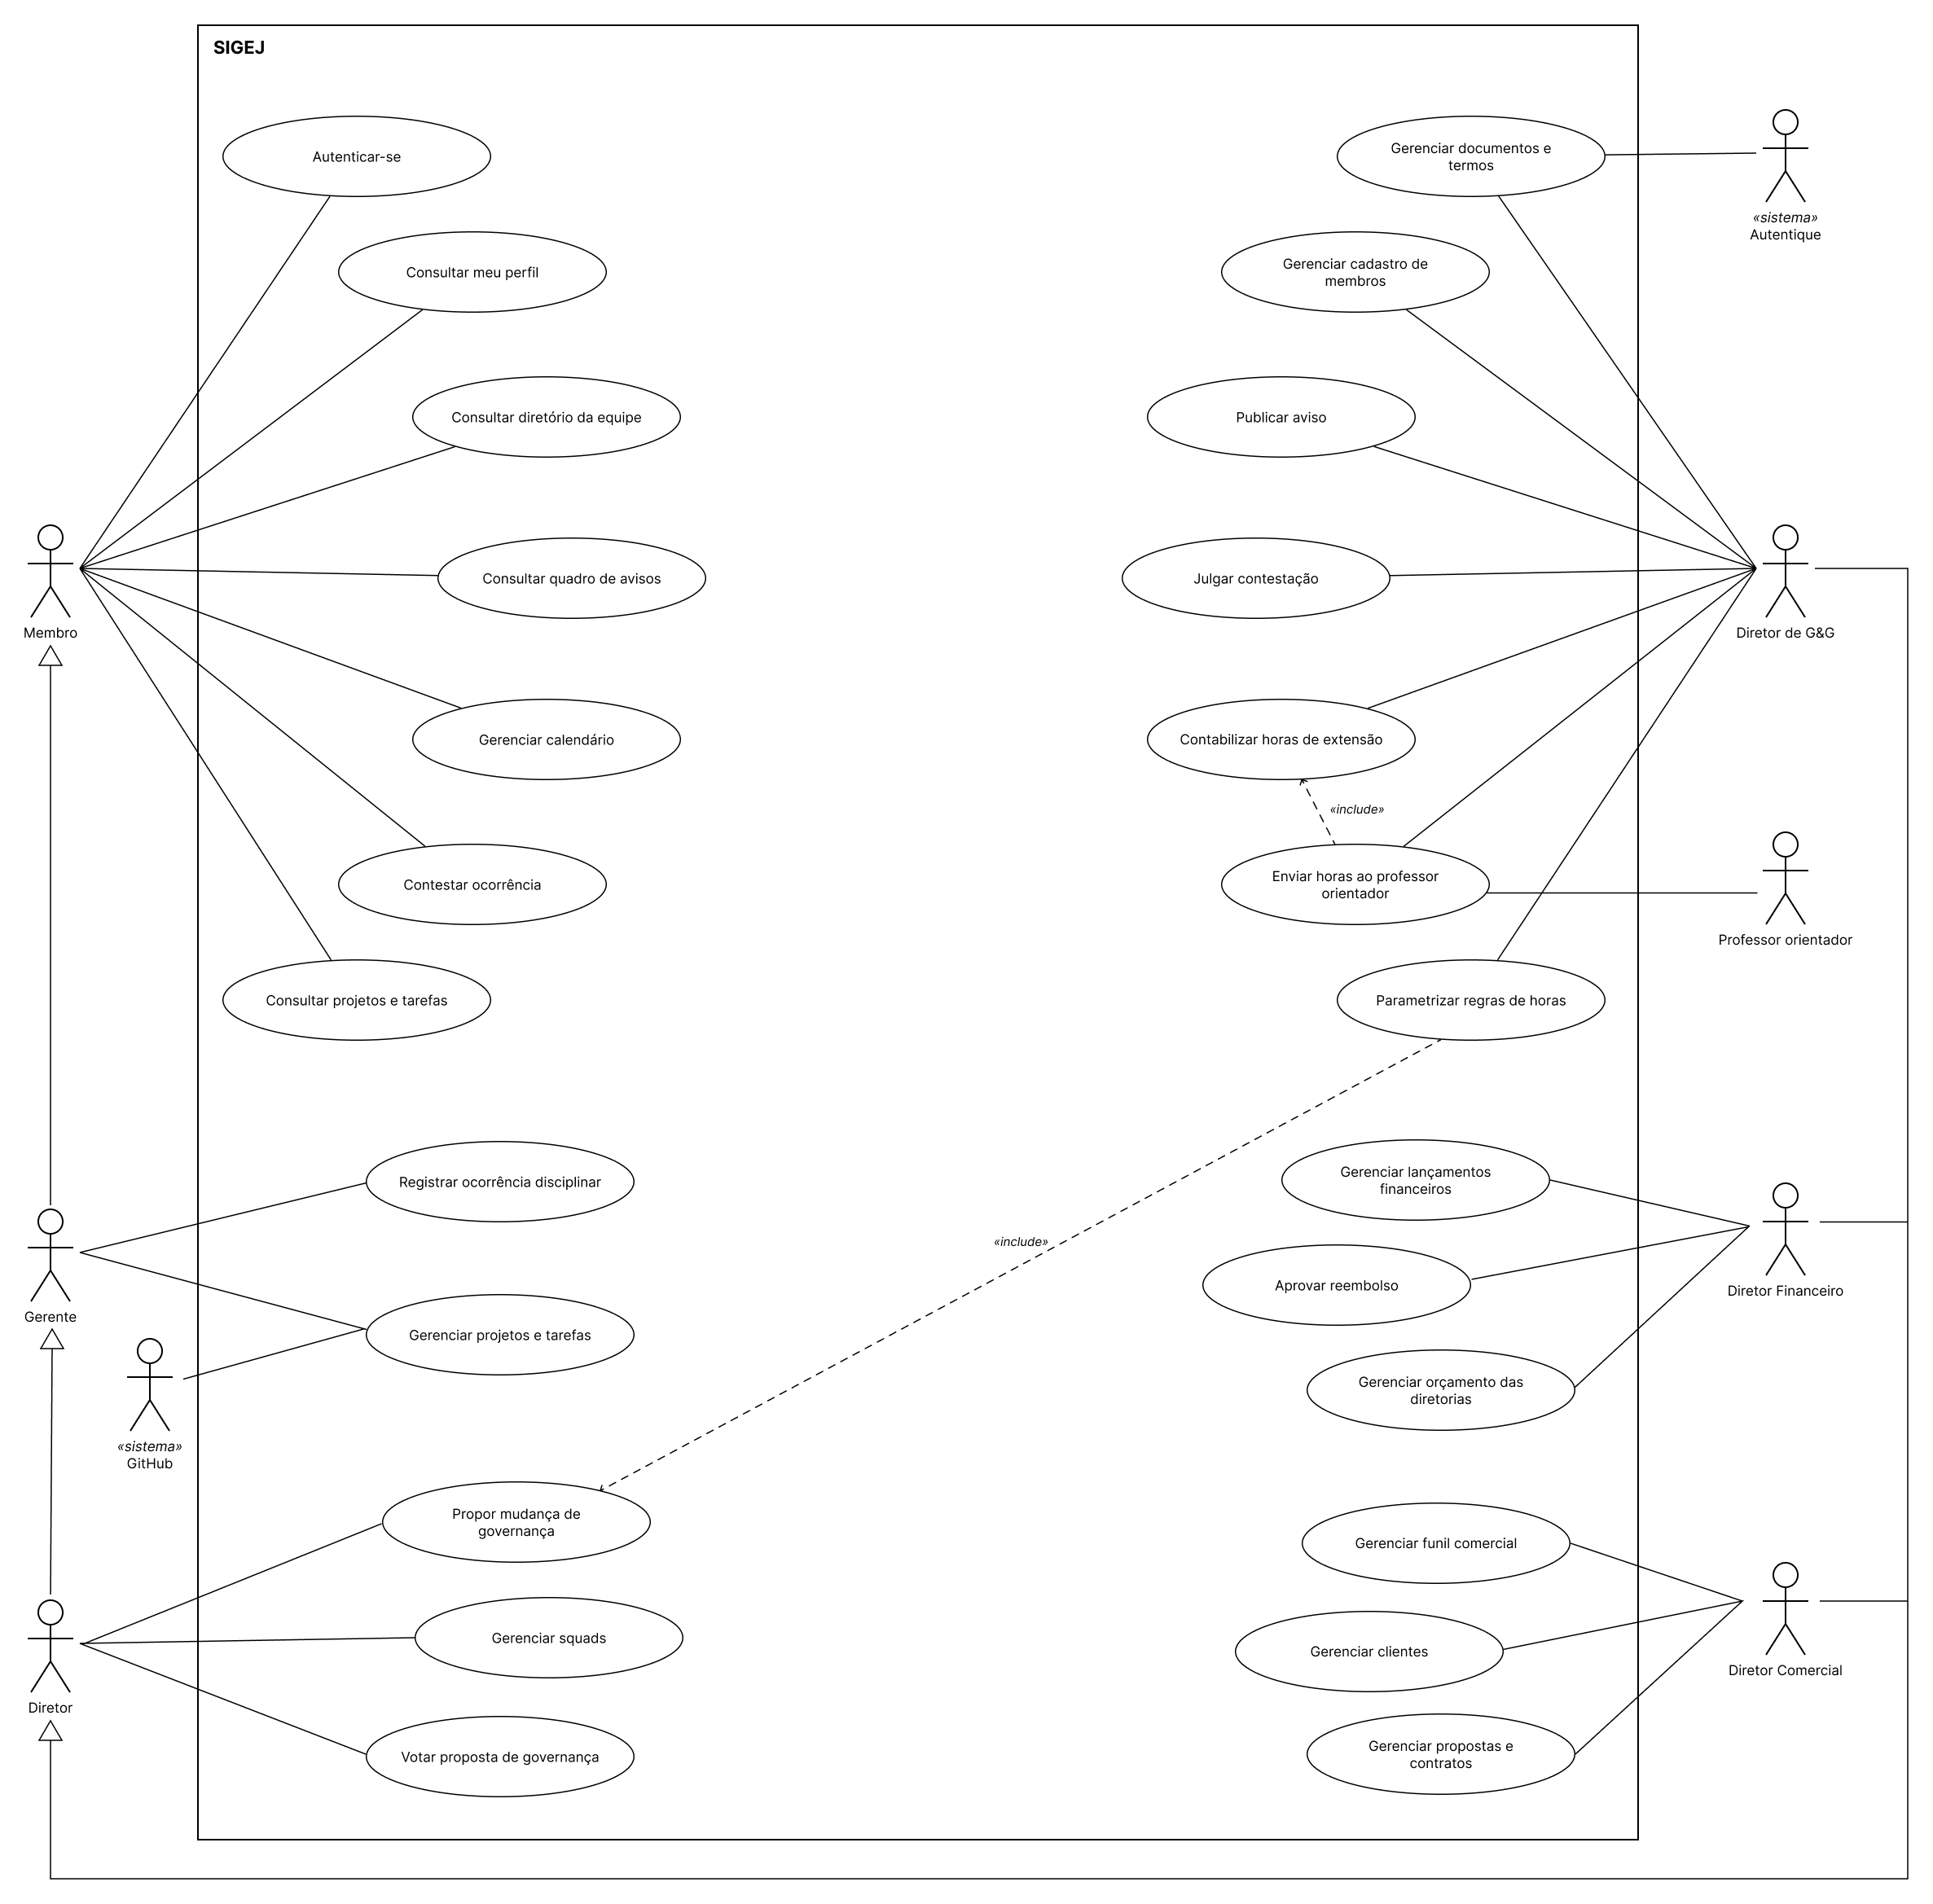 SIGEJ
Autenticar-se
Consultar meu perfil
Consultar diretório da equipe
Consultar quadro de avisos
Gerenciar calendário
Contestar ocorrência
Consultar projetos e tarefas
Membro
Registrar ocorrência disciplinar
Gerenciar projetos e tarefas
Gerente
«sistema»
GitHub
Propor mudança de
governança
Gerenciar squads
Votar proposta de governança
Diretor
«include»
Gerenciar documentos e
termos
«sistema»
Autentique
Gerenciar cadastro de
membros
Publicar aviso
Julgar contestação
Diretor de G&G
Contabilizar horas de extensão
«include»
Enviar horas ao professor
orientador
Professor orientador
Parametrizar regras de horas
Gerenciar lançamentos
financeiros
Aprovar reembolso
Diretor Financeiro
Gerenciar orçamento das
diretorias
Gerenciar funil comercial
Gerenciar clientes
Diretor Comercial
Gerenciar propostas e
contratos